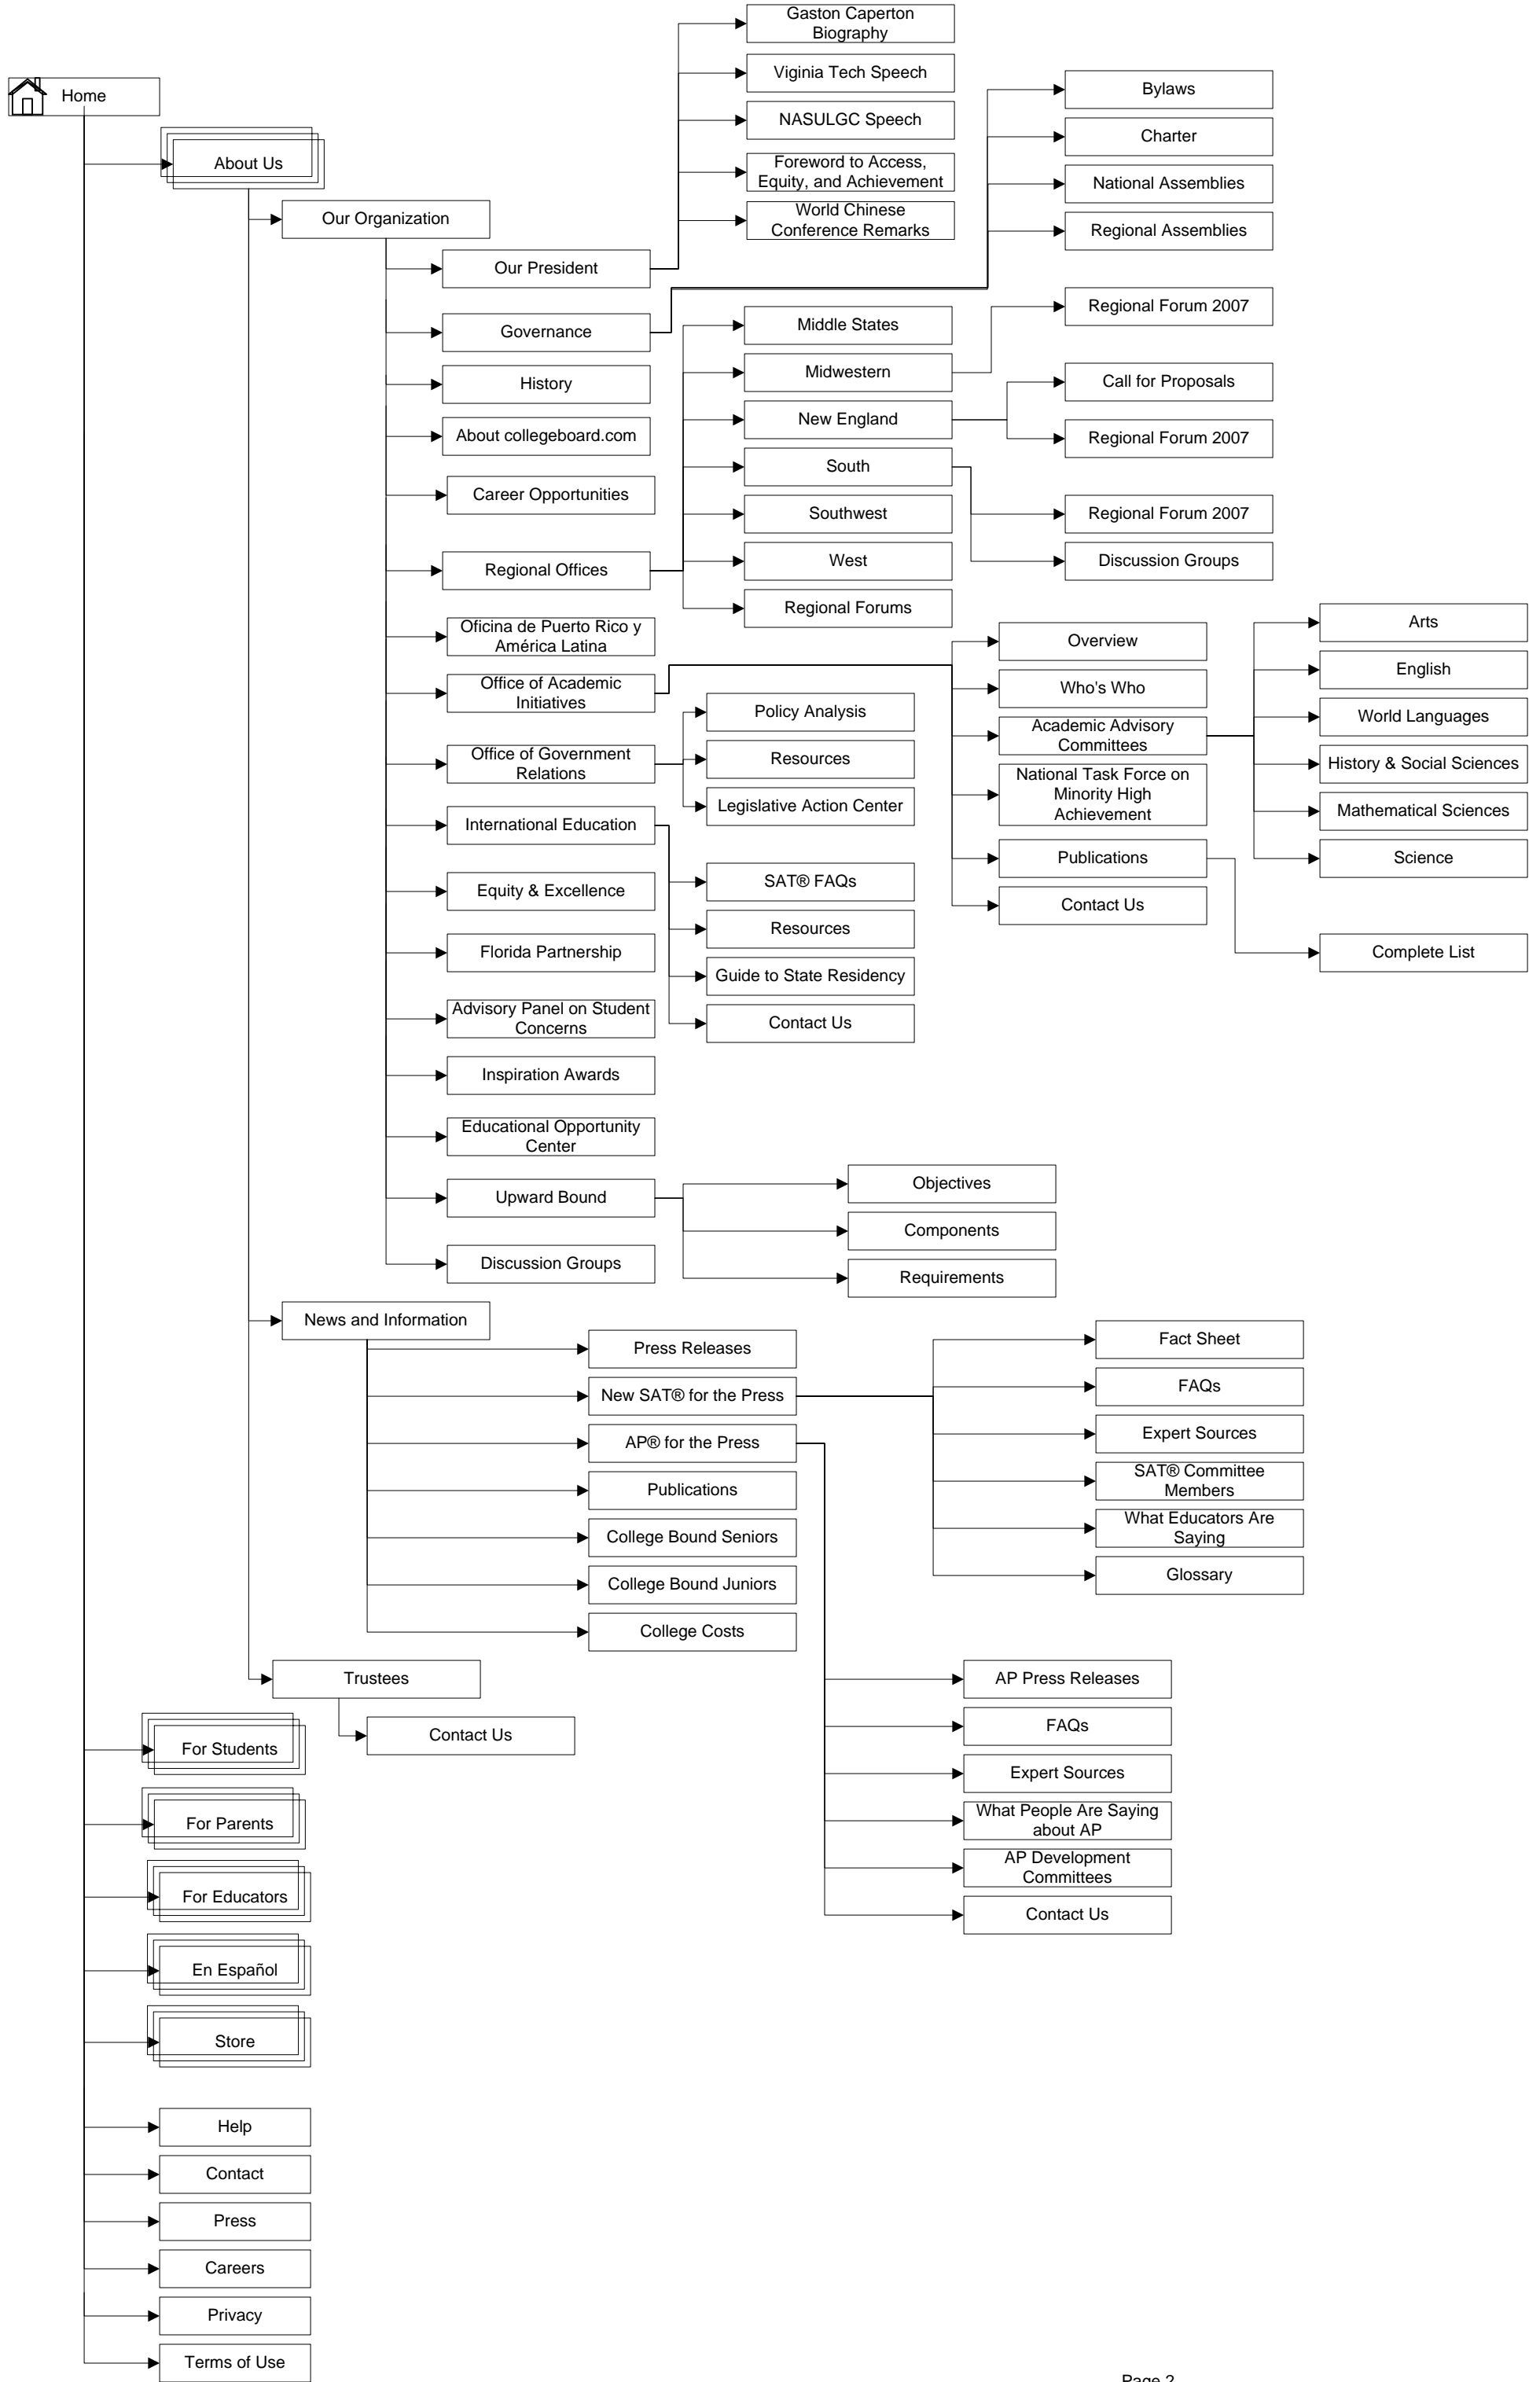 Home
About Us
Our Organization
Our President
Gaston Caperton
Biography
Viginia Tech Speech
NASULGC Speech
Foreword to Access,
Equity, and Achievement
World Chinese
Conference Remarks
Governance
Bylaws
Charter
National Assemblies
Regional Assemblies
History
About collegeboard.com
Career Opportunities
Regional Offices
Middle States
Midwestern
Regional Forum 2007
New England
Call for Proposals
Regional Forum 2007
South
Regional Forum 2007
Discussion Groups
Southwest
West
Regional Forums
Oficina de Puerto Rico y
América Latina
Office of Academic
Initiatives
Overview
Who's Who
Academic Advisory
Committees
Arts
English
World Languages
History & Social Sciences
Mathematical Sciences
Science
National Task Force on
Minority High
Achievement
Publications
Complete List
Contact Us
Office of Government
Relations
Policy Analysis
Resources
Legislative Action Center
International Education
SAT® FAQs
Resources
Guide to State Residency
Contact Us
Equity & Excellence
Florida Partnership
Advisory Panel on Student
Concerns
Inspiration Awards
Educational Opportunity
Center
Upward Bound
Objectives
Components
Requirements
Discussion Groups
News and Information
Press Releases
New SAT® for the Press
Fact Sheet
FAQs
Expert Sources
SAT® Committee
Members
What Educators Are
Saying
Glossary
AP® for the Press
AP Press Releases
FAQs
Expert Sources
What People Are Saying
about AP
AP Development
Committees
Contact Us
Publications
College Bound Seniors
College Bound Juniors
College Costs
Trustees
Contact Us
For Students
For Parents
For Educators
En Español
Store
Help
Contact
Press
Careers
Privacy
Terms of Use
Page 2